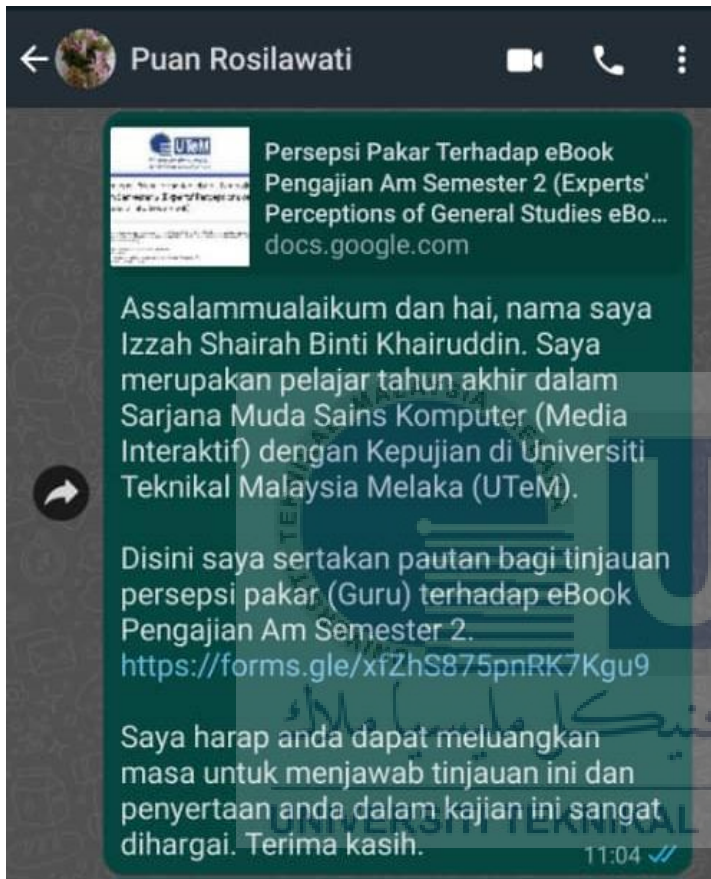 Puan Rosilawati
UTeM
Persepsi Pakar Terhadap eBook
Pengajian Am Semester 2 (Experts'
Perceptions of General Studies eBo...
docs.google.com
Assalammualaikum dan hai, nama saya
Izzah Shairah Binti Khairuddin. Saya
merupakan pelajar tahun akhir dalam
Sarjana Muda Sains Komputer (Media
Interaktif) dengan Kepujian di Universiti
Teknikal Malaysia Melaka (UTeM).
Disini saya sertakan pautan bagi tinjauan
persepsi pakar (Guru) terhadap eBook
Pengajian Am Semester 2.
https://forms.gle/xfZhS875pnRK7Kgu9
Saya harap anda dapat meluangkan
masa untuk menjawab tinjauan ini dan
penyertaan anda dalam kajian ini sangat
dihargai. Terima kasih.
11:04
UNIVERSITI TEKNIKAL